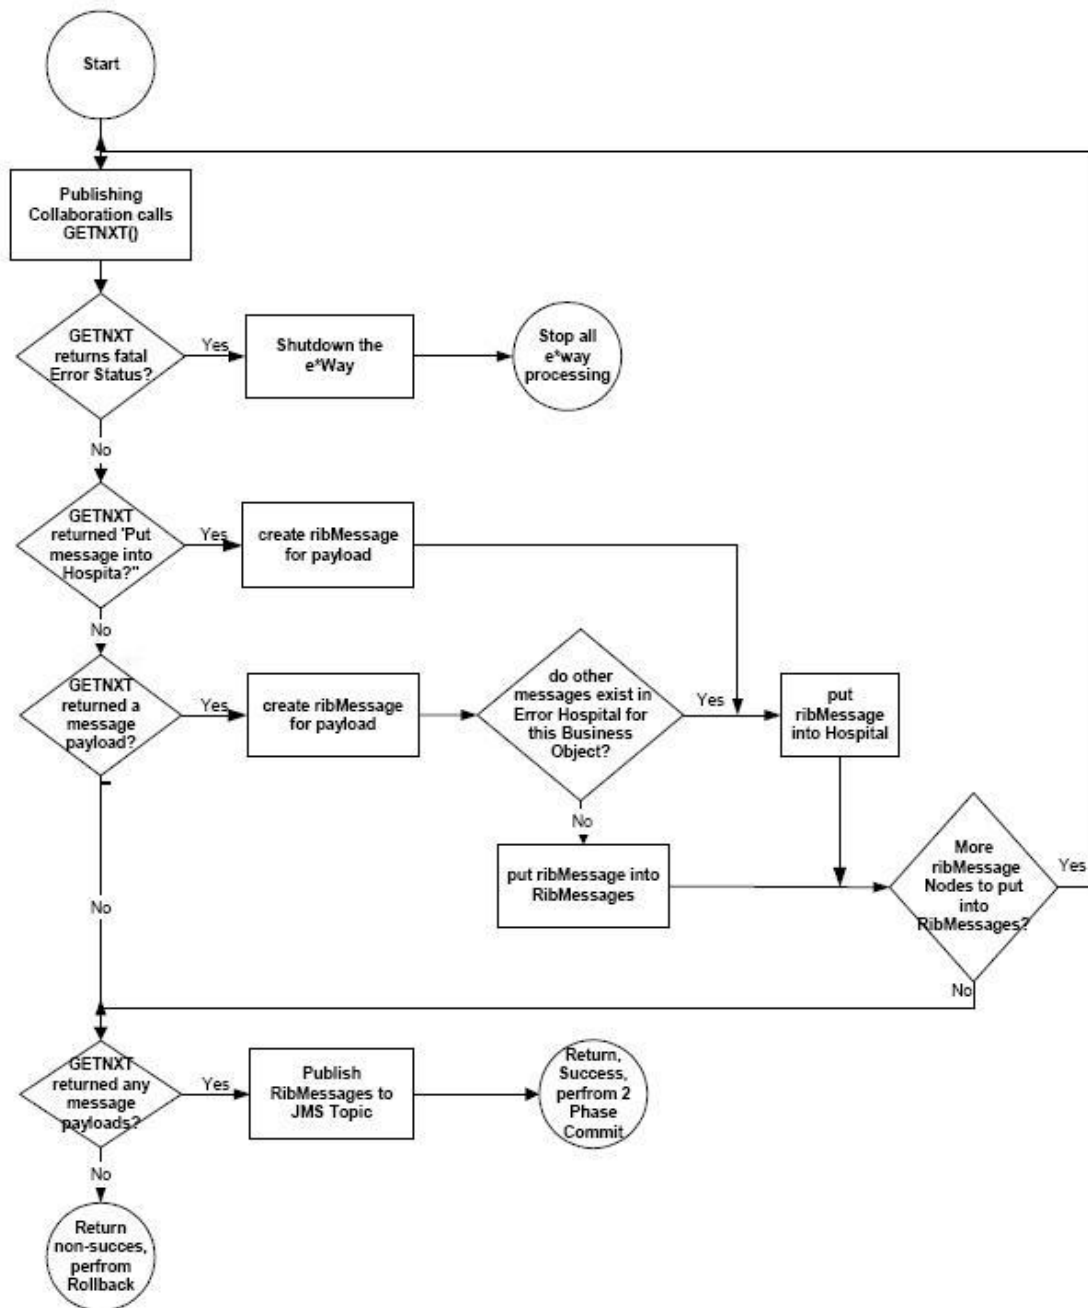 Start
Publishing
Collaboration calls
GETNXT()
GETNXT
returns fatal
Error Status?
Yes
Shutdown the
e*Way
Stop all
e*way
processing
No
GETNXT
returned 'Put
message into
Hospita?"
Yes
create ribMessage
for payload
No
GETNXT
returned a
message
payload?
Yes
create ribMessage
for payload
do other
messages exist in
Error Hospital for
this Business
Object?
Yes
put
ribMessage
into Hospital
No
put ribMessage into
RibMessages
More
ribMessage
Nodes to put
into
RibMessages?
Yes
No
No
GETNXT
returned any
message
payloads?
Yes
Publish
RibMessages to
JMS Topic
Return,
Success,
perfrom 2
Phase
Commit
No
Return
non-succes,
perfrom
Rollback